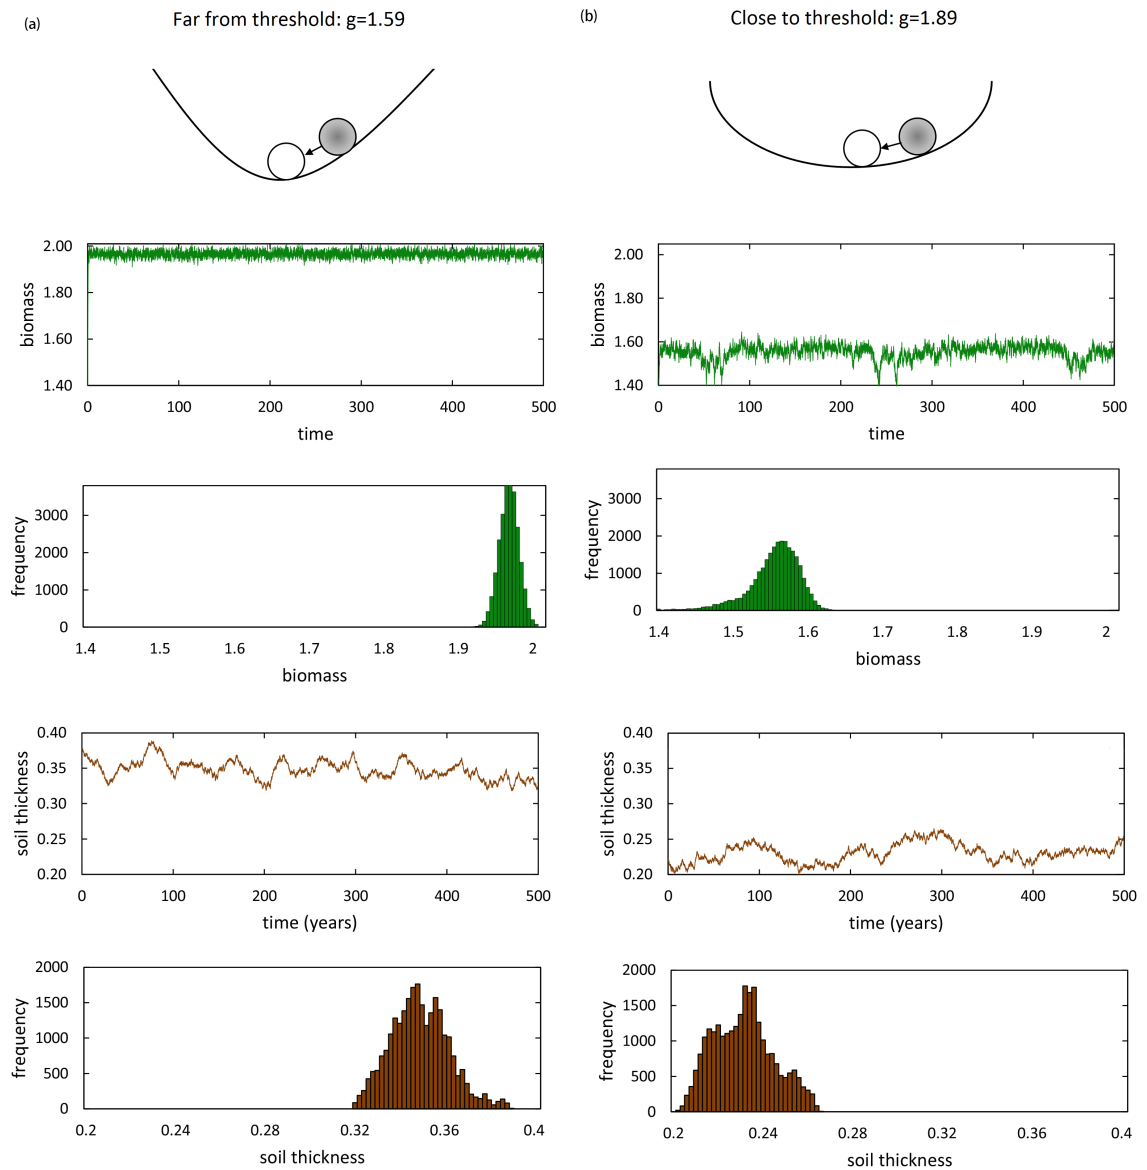 (a)
Far from threshold: g=1.59
(b)
Close to threshold: g=1.89
biomass
2.00
1.80
1.60
1.40
0 100 200 300 400 500
time
biomass
2.00
1.80
1.60
1.40
0 100 200 300 400 500
time
frequency
3000
2000
1000
0
1.4 1.5 1.6 1.7 1.8 1.9 2
biomass
frequency
3000
2000
1000
0
1.4 1.5 1.6 1.7 1.8 1.9 2
biomass
soil thickness
0.40
0.35
0.30
0.25
0.20
0 100 200 300 400 500
time (years)
soil thickness
0.40
0.35
0.30
0.25
0.20
0 100 200 300 400 500
time (years)
frequency
2000
1500
1000
500
0
0.2 0.24 0.28 0.32 0.36 0.4
soil thickness
frequency
2000
1500
1000
500
0
0.2 0.24 0.28 0.32 0.36 0.4
soil thickness